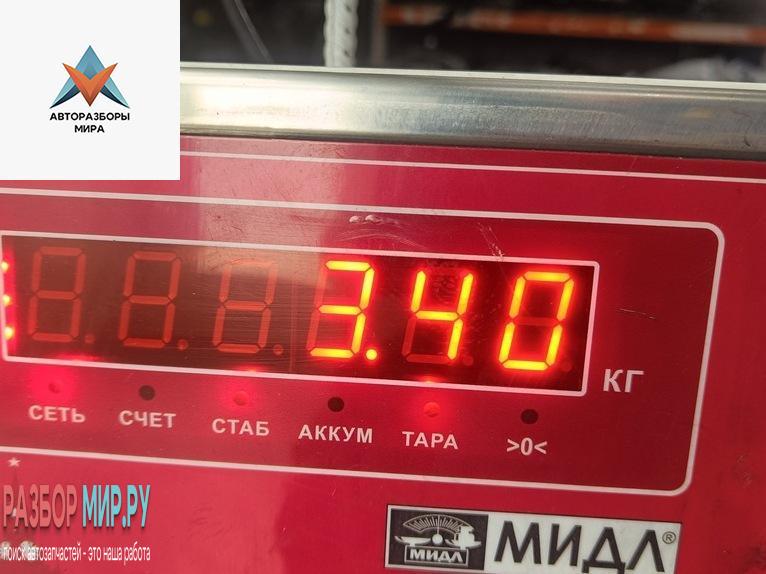 АВТОРАЗБОРЫ
МИРА
3.40
КГ
СЕТЬ СЧЕТ СТАБ АККУМ ТАРА >0<
РАЗБОР МИР.РУ
поиск автозапчастей - это наша работа
МИДЛ МИДЛ®